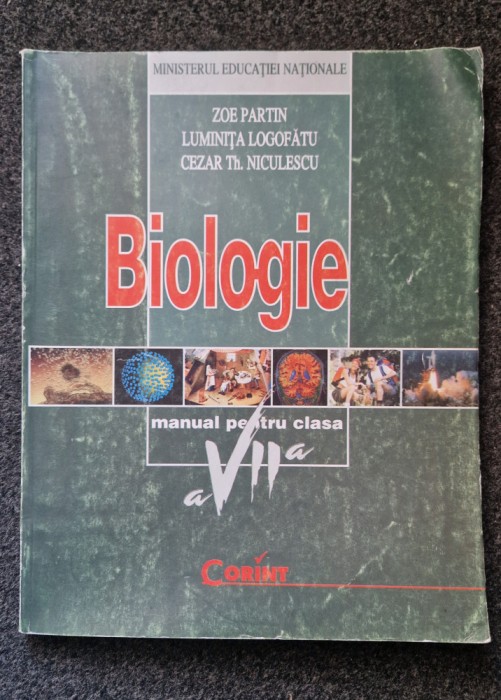 MINISTERUL EDUCAȚIEI NAȚIONALE
ZOE PARTIN
LUMINIȚA LOGOFĂTU
CEZAR Th. NICULESCU
Biologie
manual pentru clasa
a VII a
CORINT